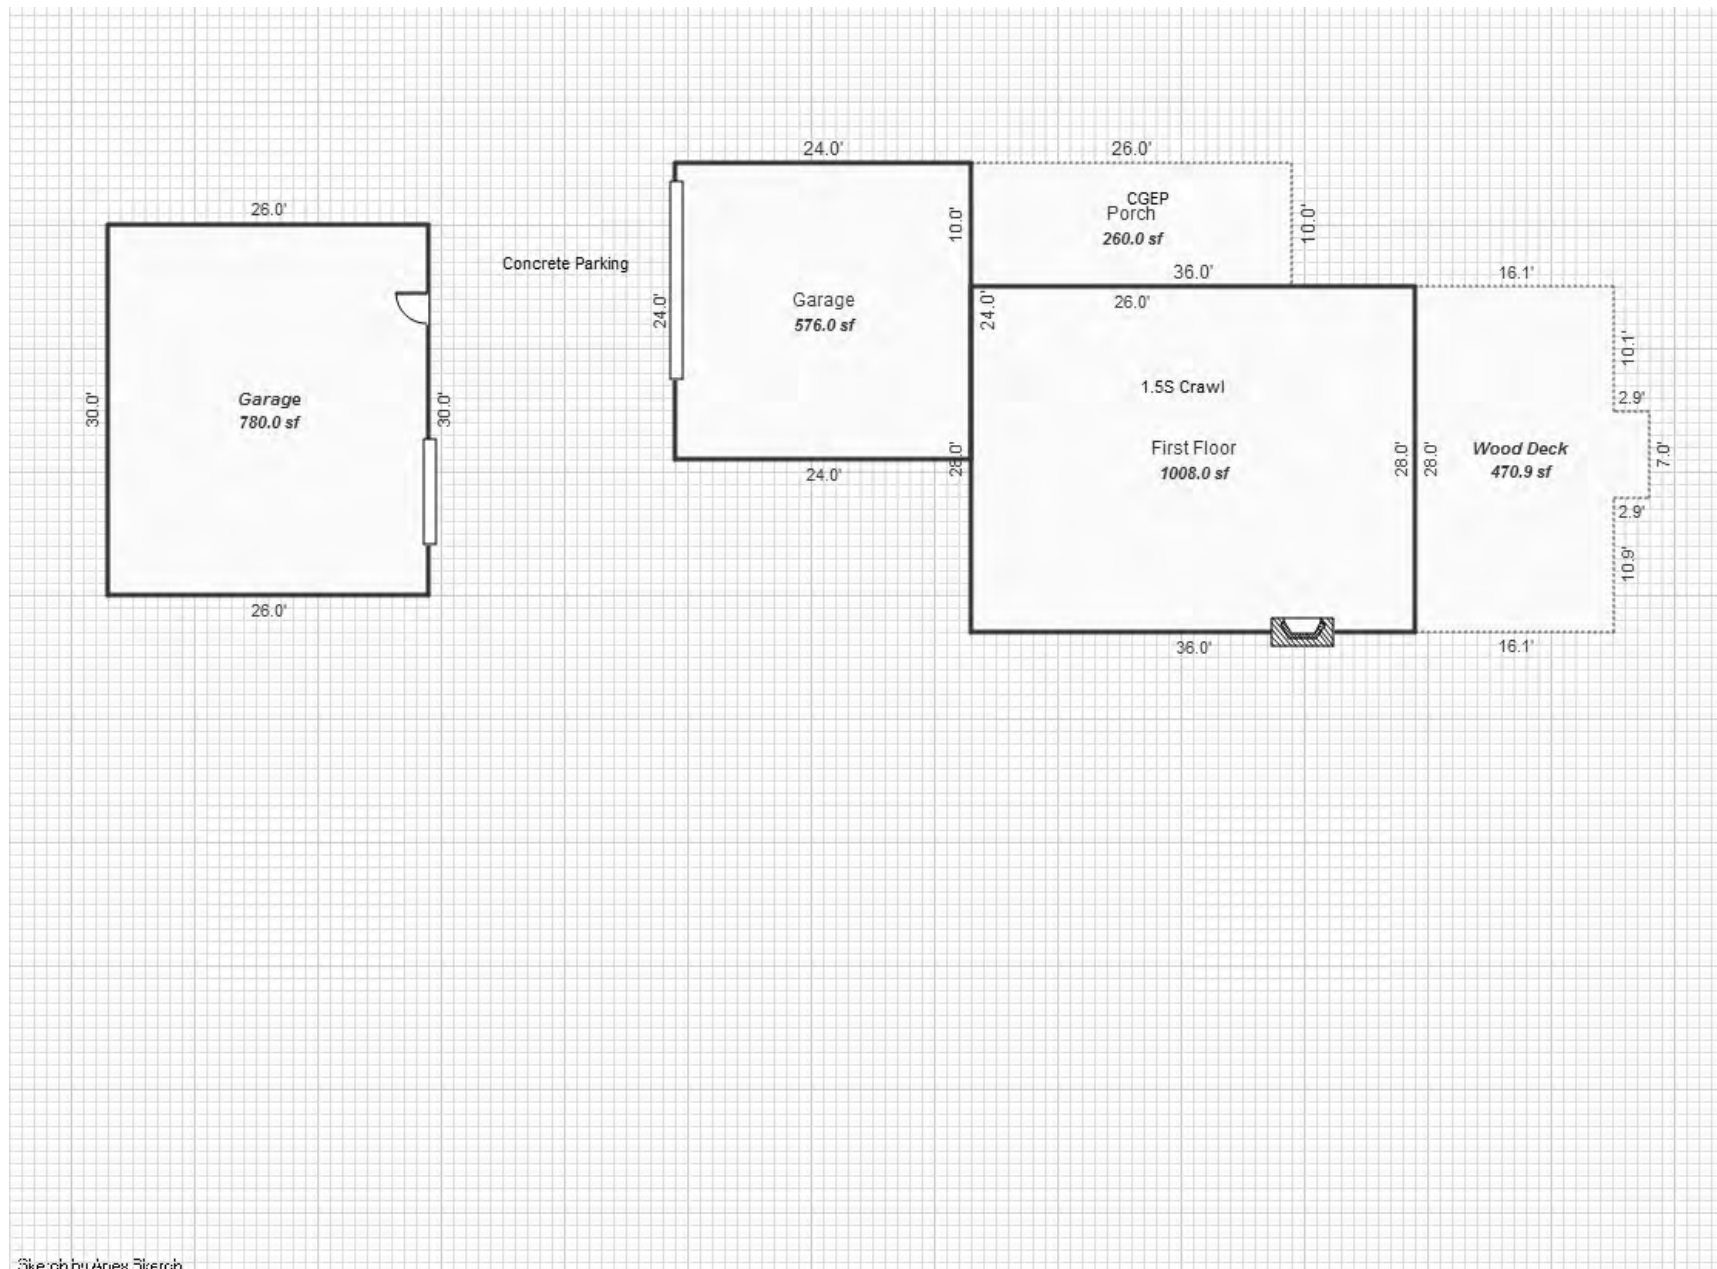 24.0'
26.0'
CGEP
Porch
260.0 sf
10.0'
10.0'
26.0'
Concrete Parking
36.0'
16.1'
24.0'
Garage
576.0 sf
24.0'
26.0'
10.1'
1.5S Crawl
2.9'
30.0'
Garage
780.0 sf
30.0'
First Floor
1008.0 sf
28.0'
28.0'
28.0'
Wood Deck
470.9 sf
7.0'
24.0'
2.9'
10.9'
26.0'
36.0'
16.1'
Sketch by Apex Sketch